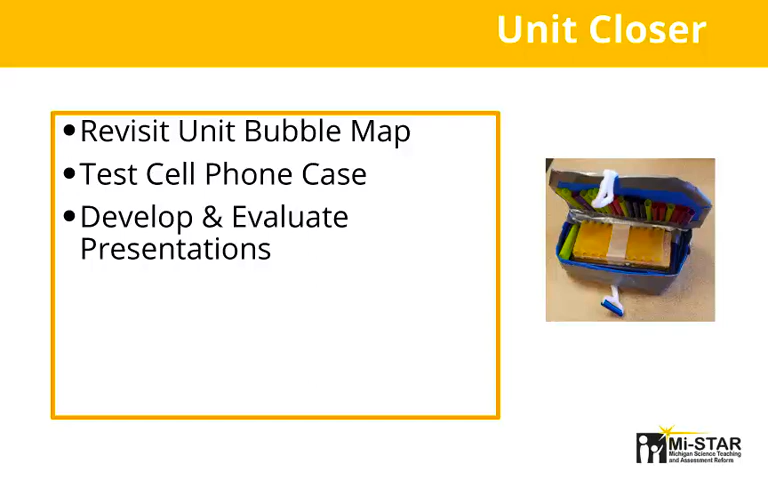 Unit Closer
•Revisit Unit Bubble Map
•Test Cell Phone Case
•Develop & Evaluate
Presentations
Mi-STAR
Michigan Science Teaching
and Assessment Reform